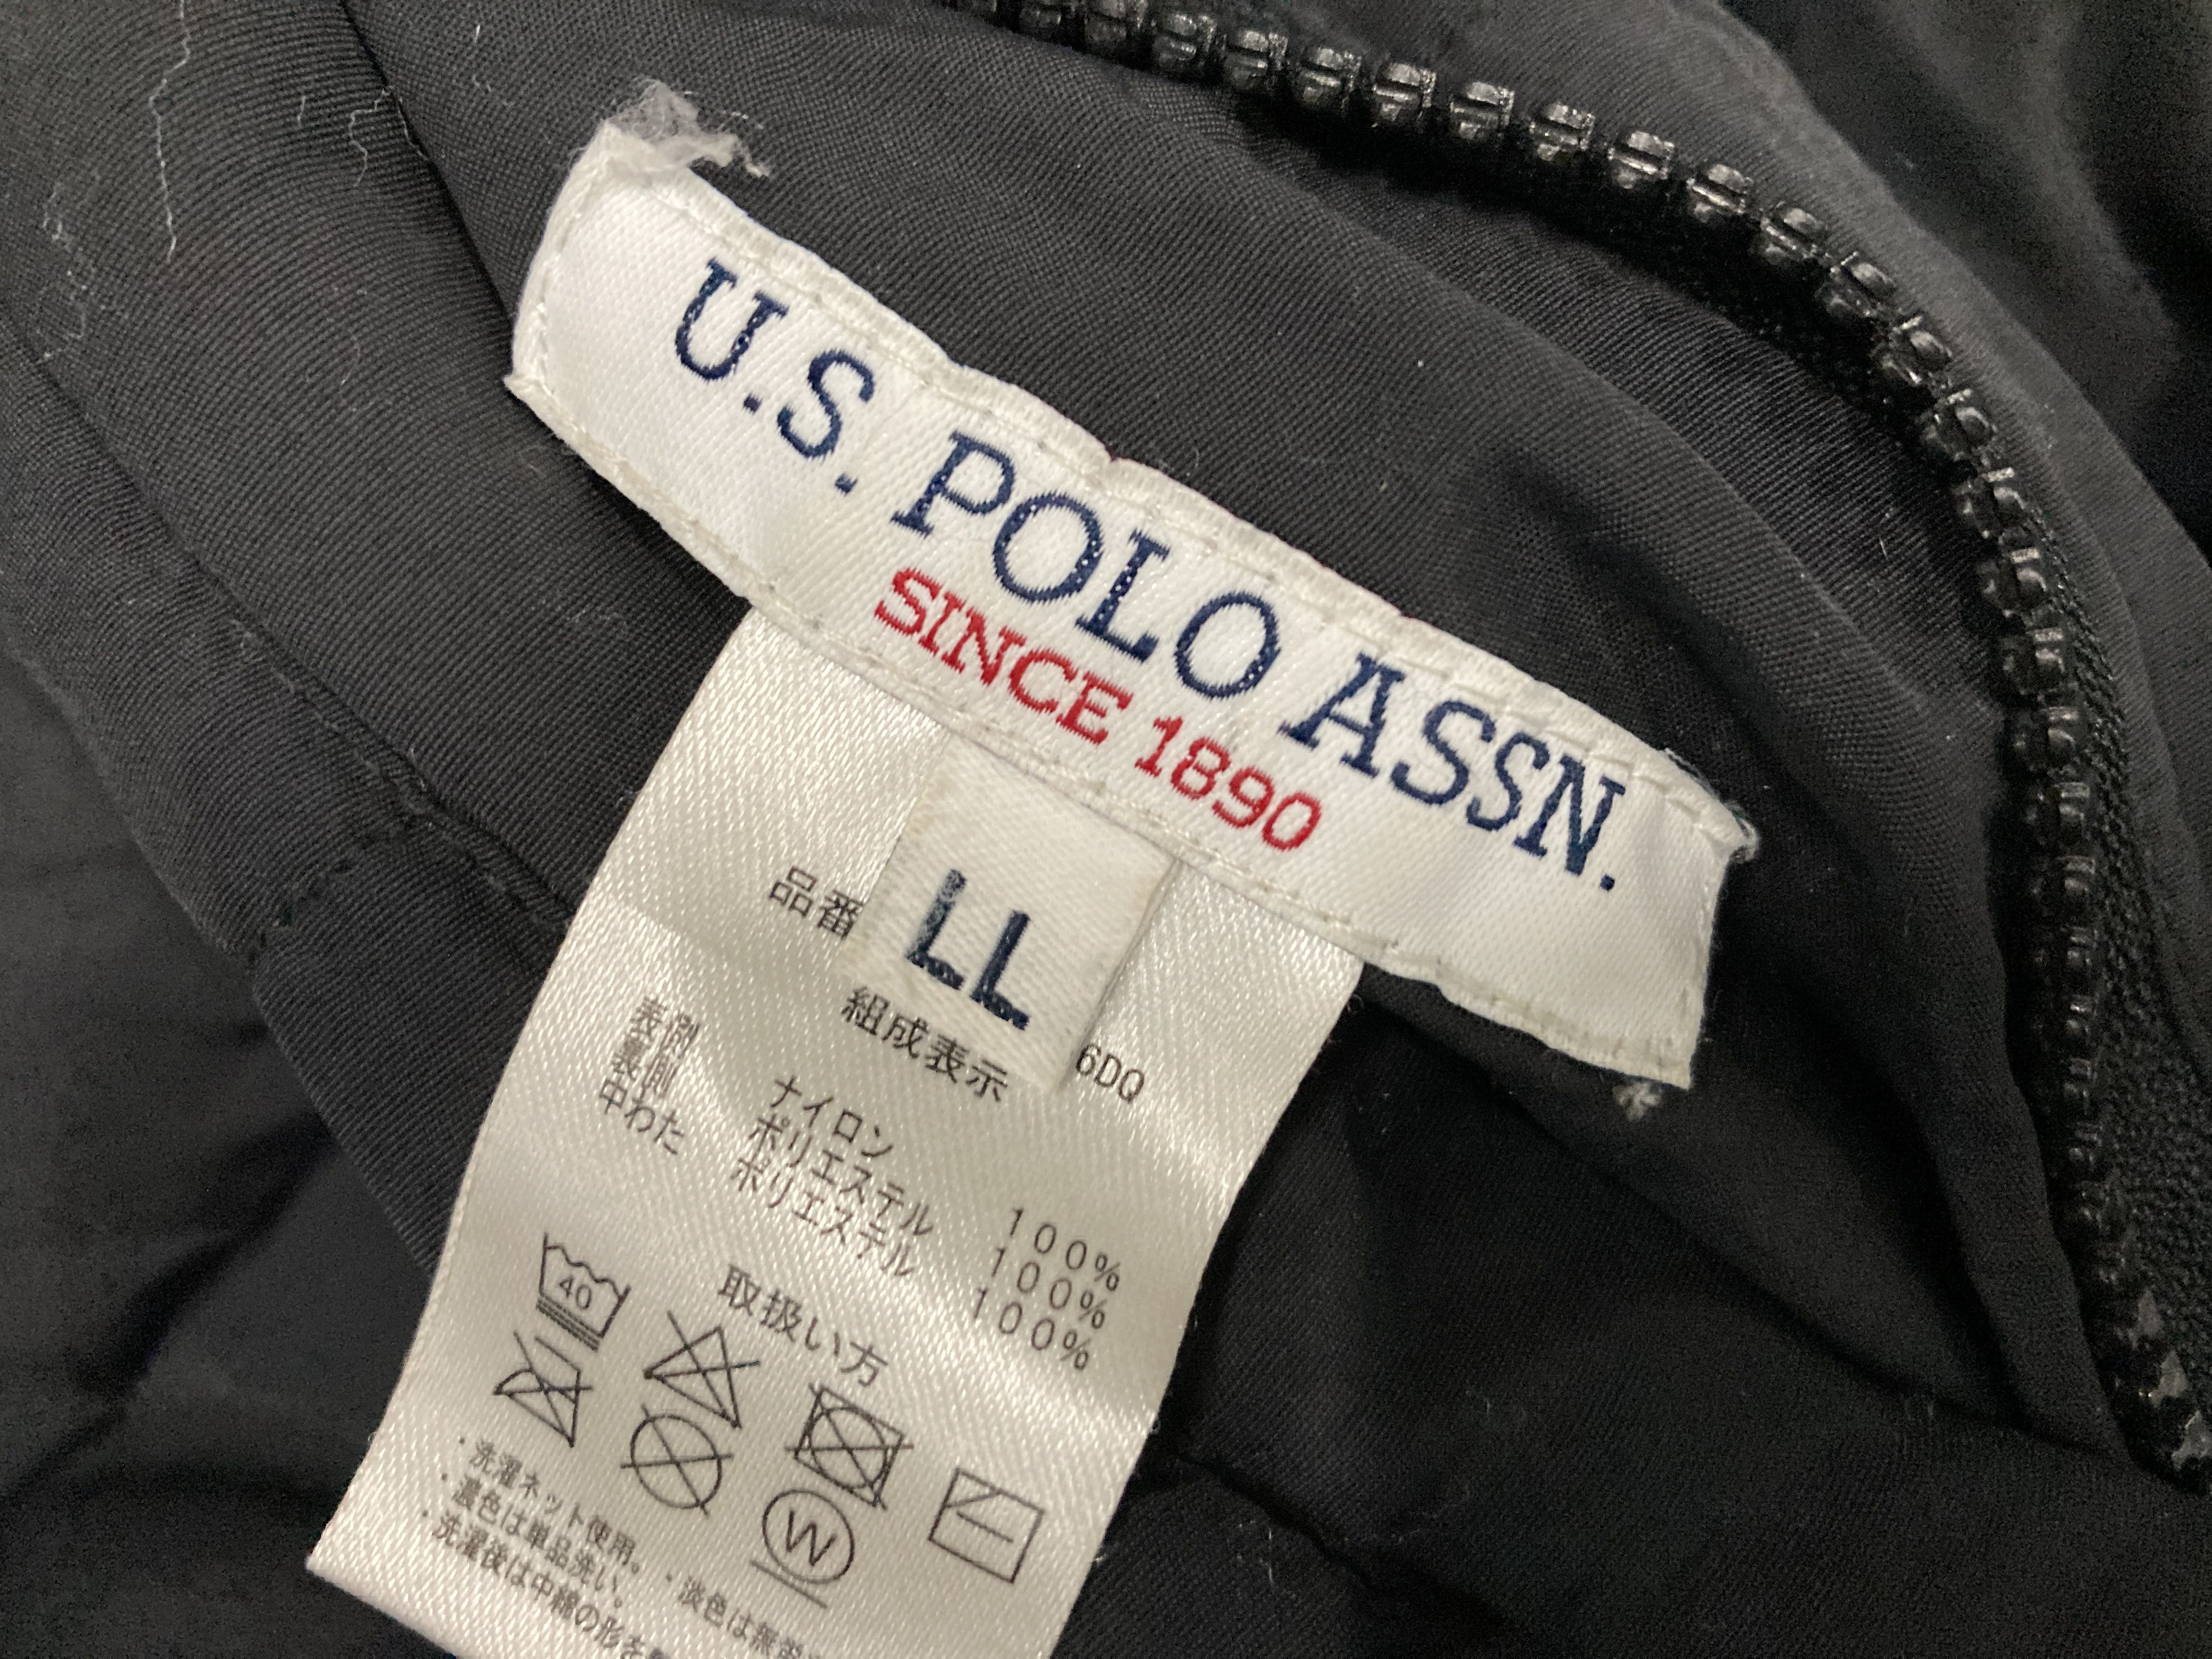 U.S. POLO ASSN.
SINCE 1890
LL
品番
6DQ
組成表示
表側 ナイロン 100%
裏側 ポリエステル 100%
中わた ポリエステル 100%
取扱い方
40
W
・洗濯ネット使用。・淡色は無蛍
濃色は単品洗い。
・洗濯後は中綿の形を